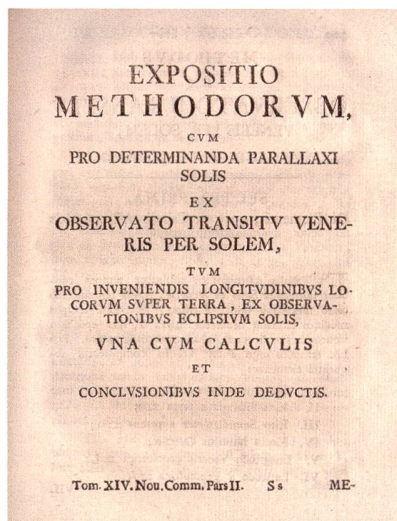 EXPOSITIO
METHODORVM,
CVM
PRO DETERMINANDA PARALLAXI
SOLIS
EX
OBSERVATO TRANSITV VENE-
RIS PER SOLEM,
TVM
PRO INVENIENDIS LONGITVDINIBVS LO-
CORVM SVPER TERRA, EX OBSERVA-
TIONIBVS ECLIPSIVM SOLIS,
VNA CVM CALCVLIS
ET
CONCLVSIONIBVS INDE DEDVCTIS.
Tom. XIV. Nou. Comm. Pars II. Ss ME-